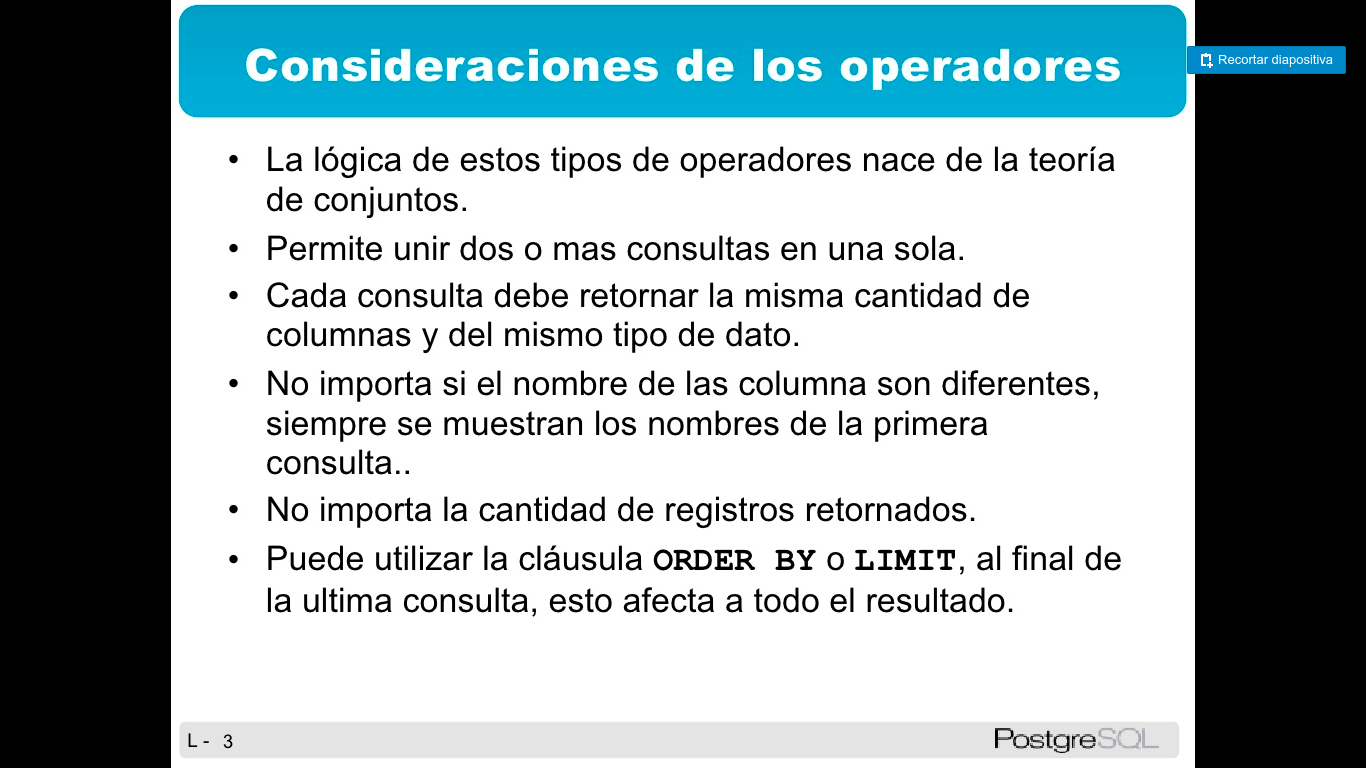 Consideraciones de los operadores
Recortar diapositiva
• La lógica de estos tipos de operadores nace de la teoría
de conjuntos.
• Permite unir dos o mas consultas en una sola.
• Cada consulta debe retornar la misma cantidad de
columnas y del mismo tipo de dato.
• No importa si el nombre de las columna son diferentes,
siempre se muestran los nombres de la primera
consulta..
• No importa la cantidad de registros retornados.
• Puede utilizar la cláusula ORDER BY o LIMIT, al final de
la ultima consulta, esto afecta a todo el resultado.
L - 3
PostgreSQL